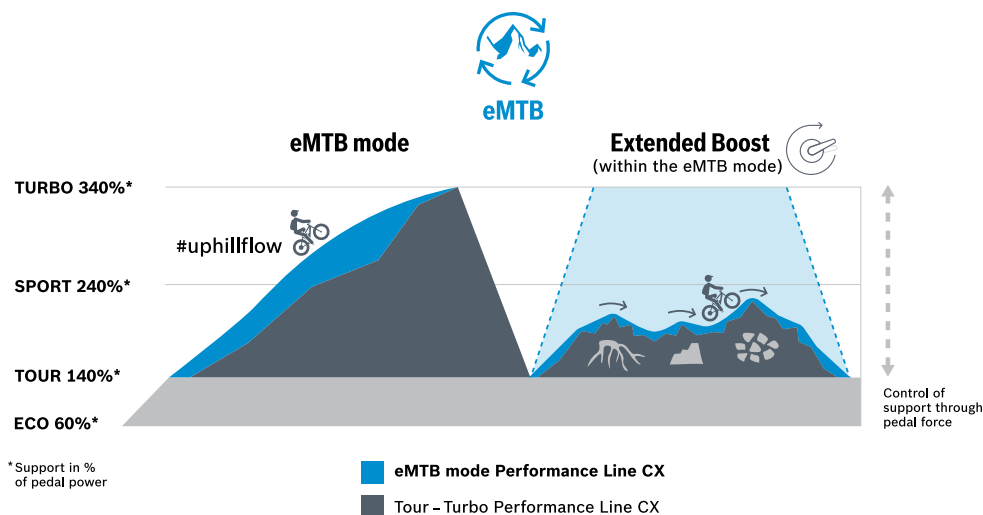 eMTB
eMTB mode
Extended Boost
(within the eMTB mode)
TURBO 340%*
#uphillflow
SPORT 240%*
TOUR 140%*
ECO 60%*
Control of
support through
pedal force
*Support in %
of pedal power
eMTB mode Performance Line CX
Tour – Turbo Performance Line CX